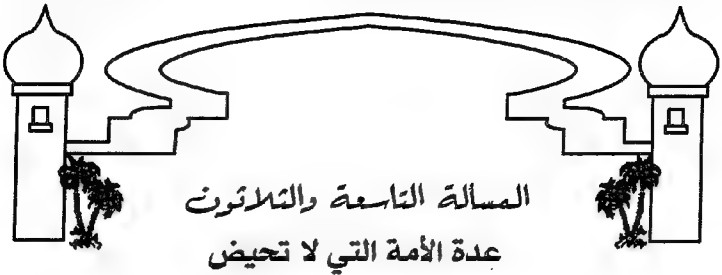 المسألة التاسعة والثلاثون
عدة الأمة التي لا تحيض